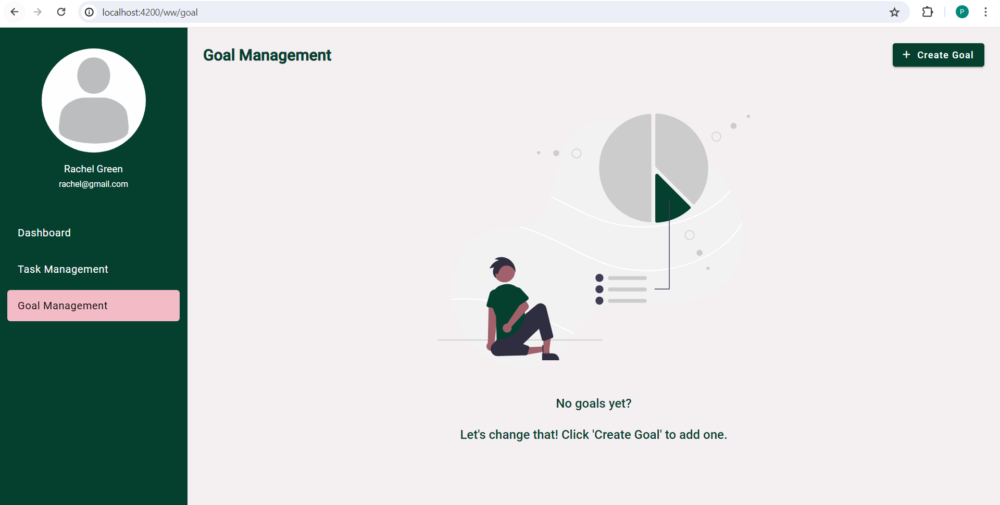 localhost:4200/ww/goal
P
Rachel Green
rachel@gmail.com
Dashboard
Task Management
Goal Management
Goal Management
+ Create Goal
No goals yet?
Let's change that! Click 'Create Goal' to add one.